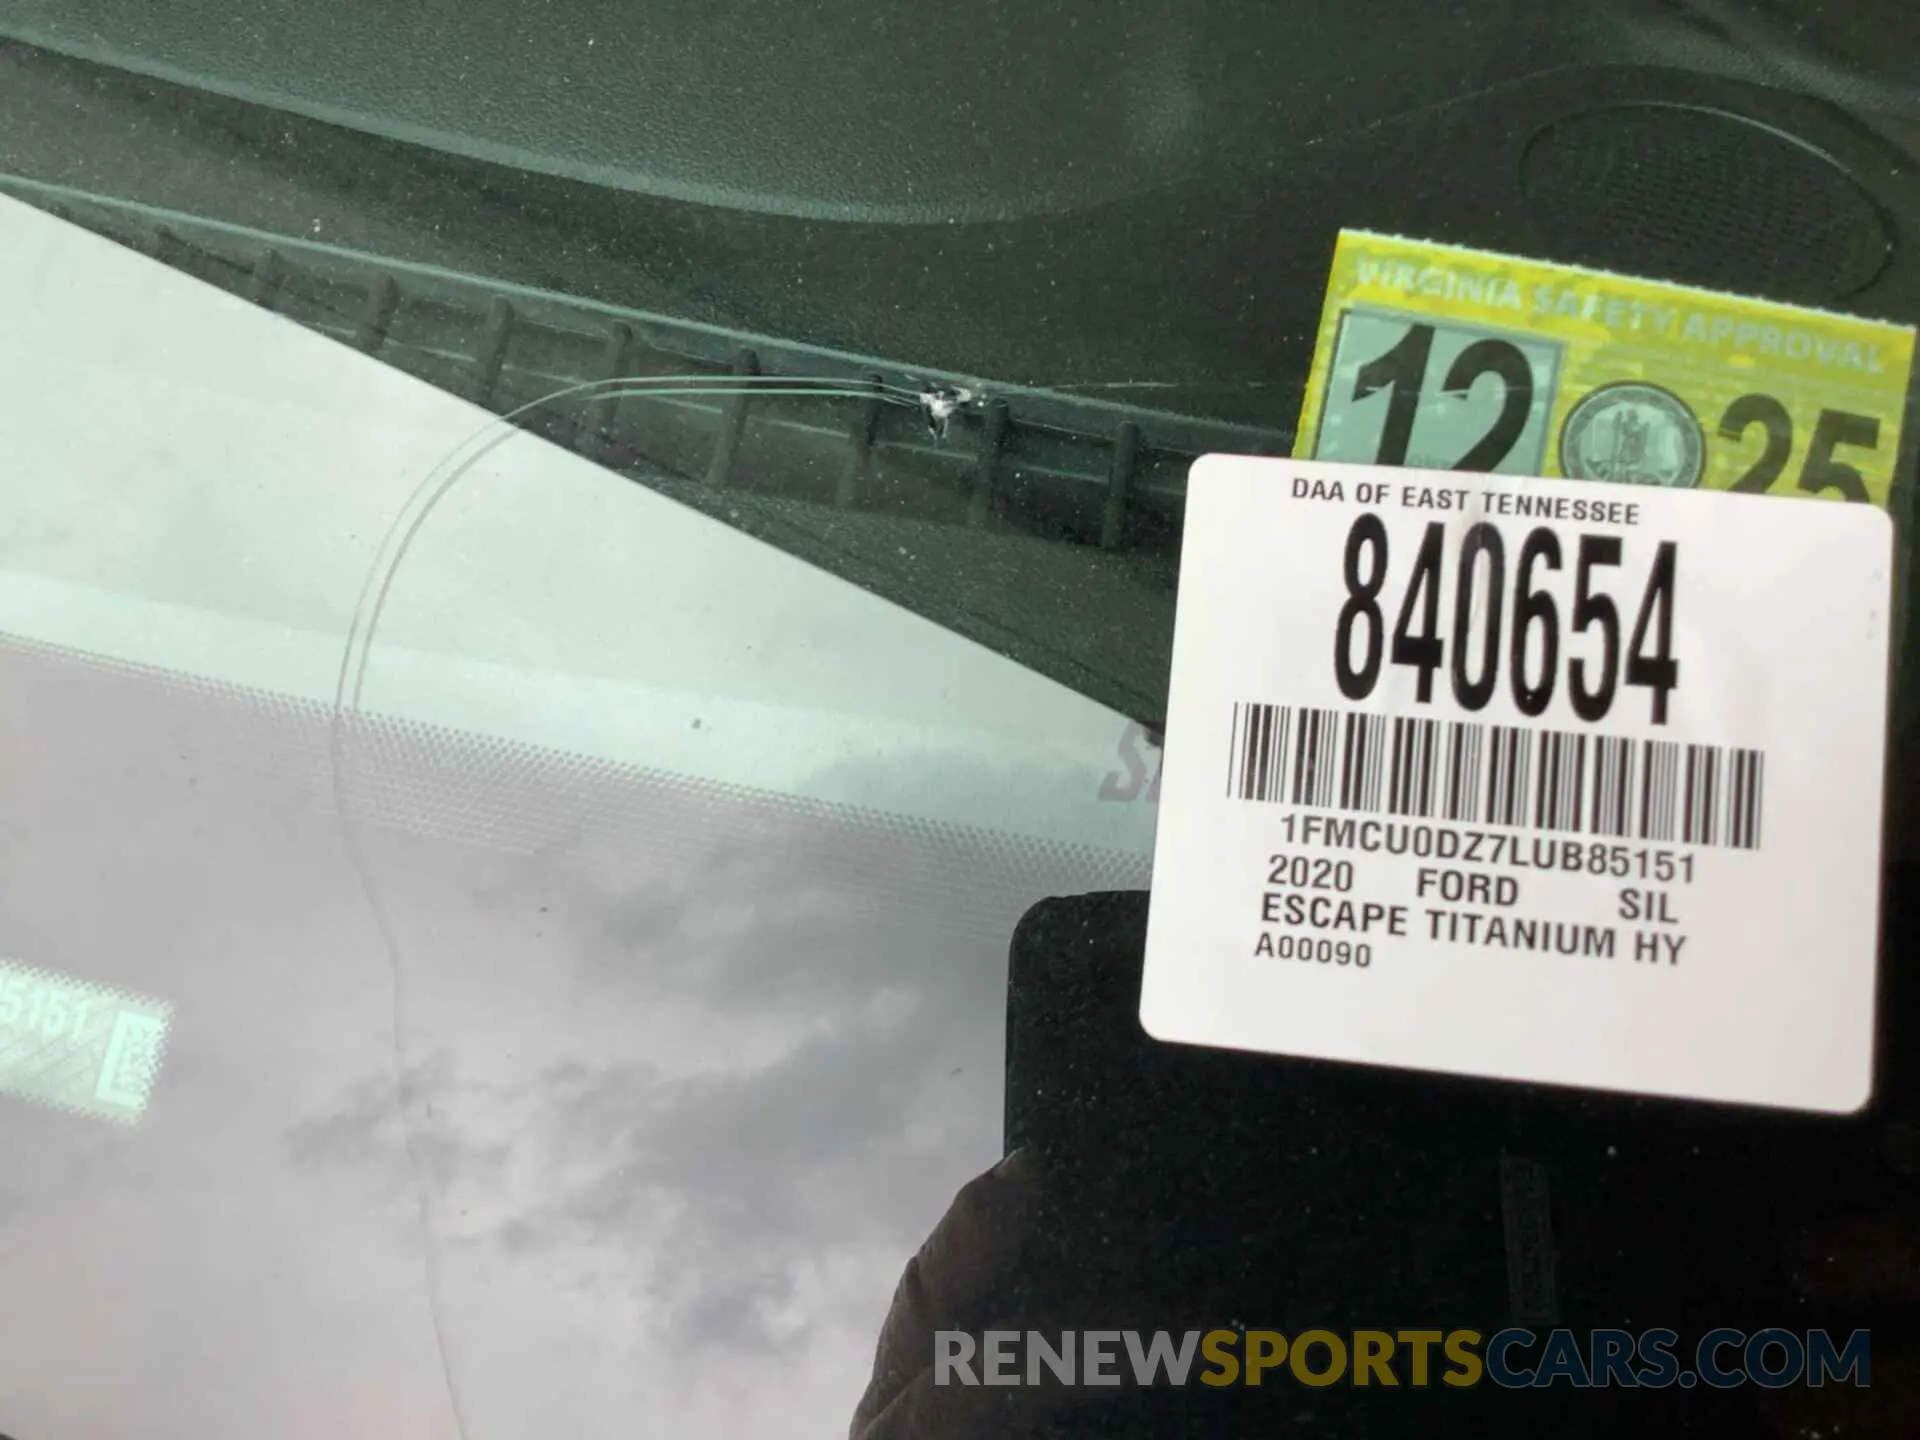 VIRGINIA SAFETY APPROVAL
12 25
DAA OF EAST TENNESSEE
840654
1FMCU0DZ7LUB85151
2020 FORD SIL
ESCAPE TITANIUM HY
A00090
5151
RENEWSPORTSCARS.COM